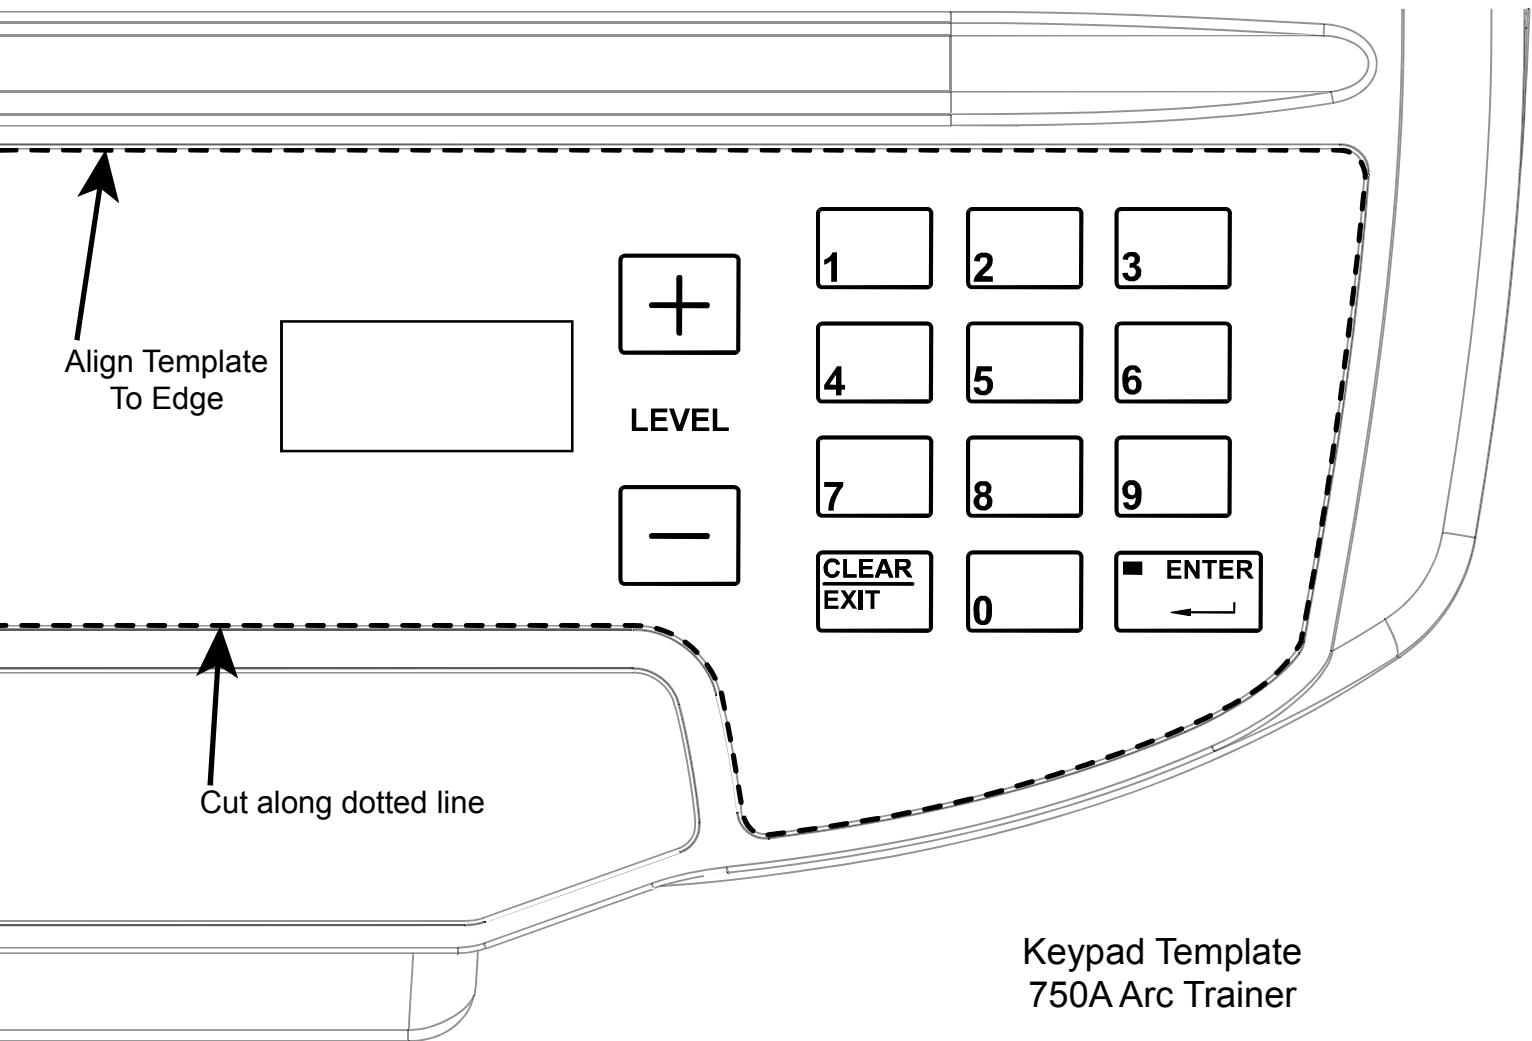 1
2
3
Align Template
To Edge
4
5
6
LEVEL
7
8
9
CLEAR
EXIT
0
ENTER
Cut along dotted line
Keypad Template
750A Arc Trainer